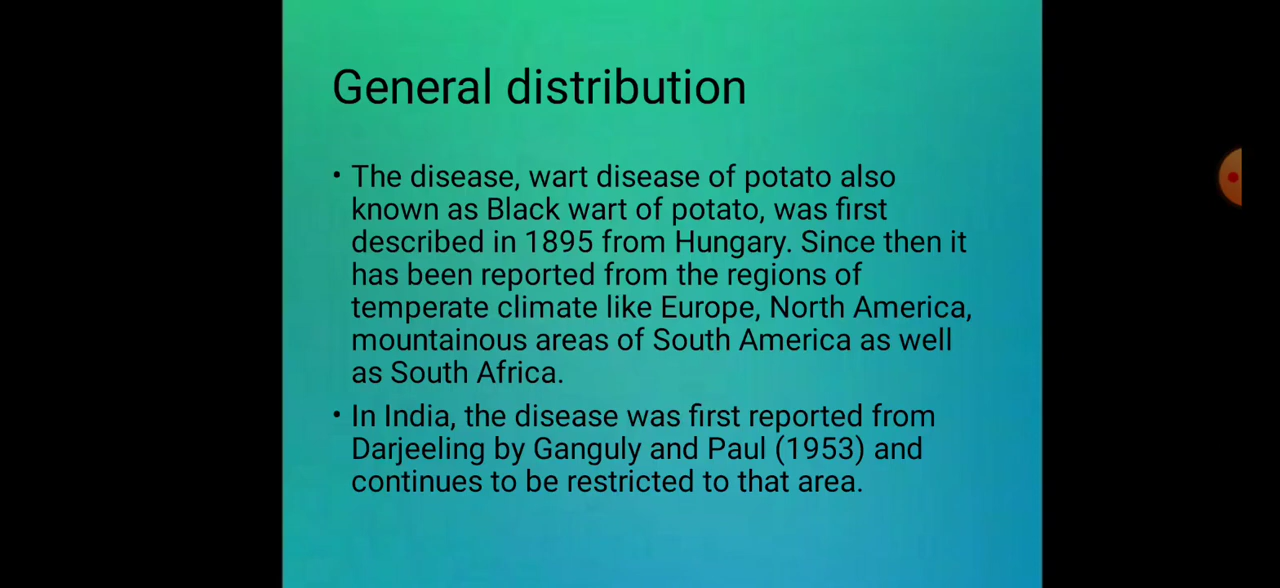 General distribution
• The disease, wart disease of potato also
known as Black wart of potato, was first
described in 1895 from Hungary. Since then it
has been reported from the regions of
temperate climate like Europe, North America,
mountainous areas of South America as well
as South Africa.
• In India, the disease was first reported from
Darjeeling by Ganguly and Paul (1953) and
continues to be restricted to that area.